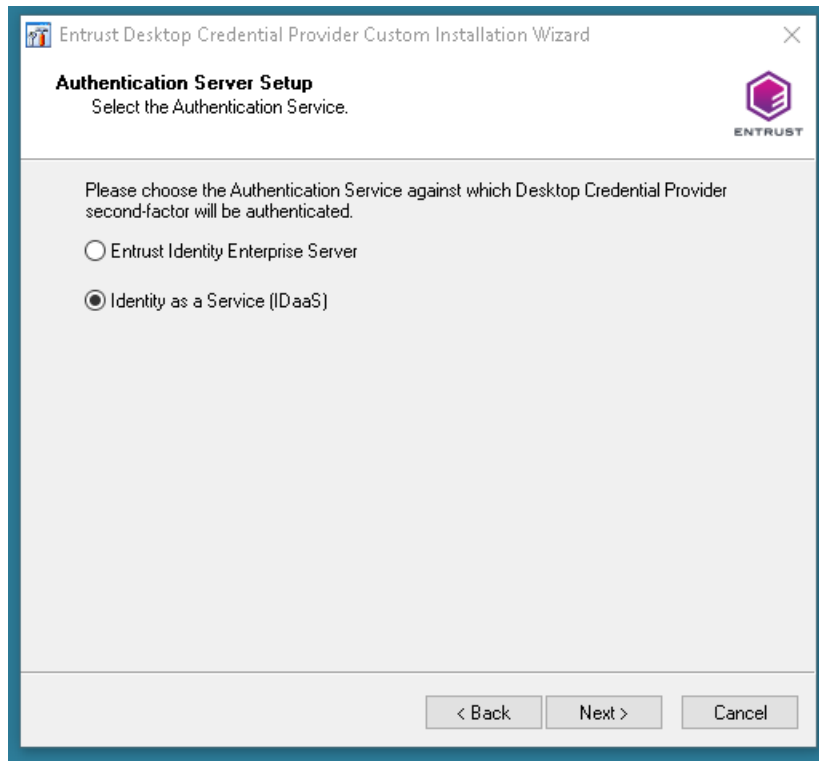 Entrust Desktop Credential Provider Custom Installation Wizard
Authentication Server Setup
Select the Authentication Service.
ENTRUST
Please choose the Authentication Service against which Desktop Credential Provider
second-factor will be authenticated.
Entrust Identity Enterprise Server
Identity as a Service (IDaaS)
< Back
Next >
Cancel